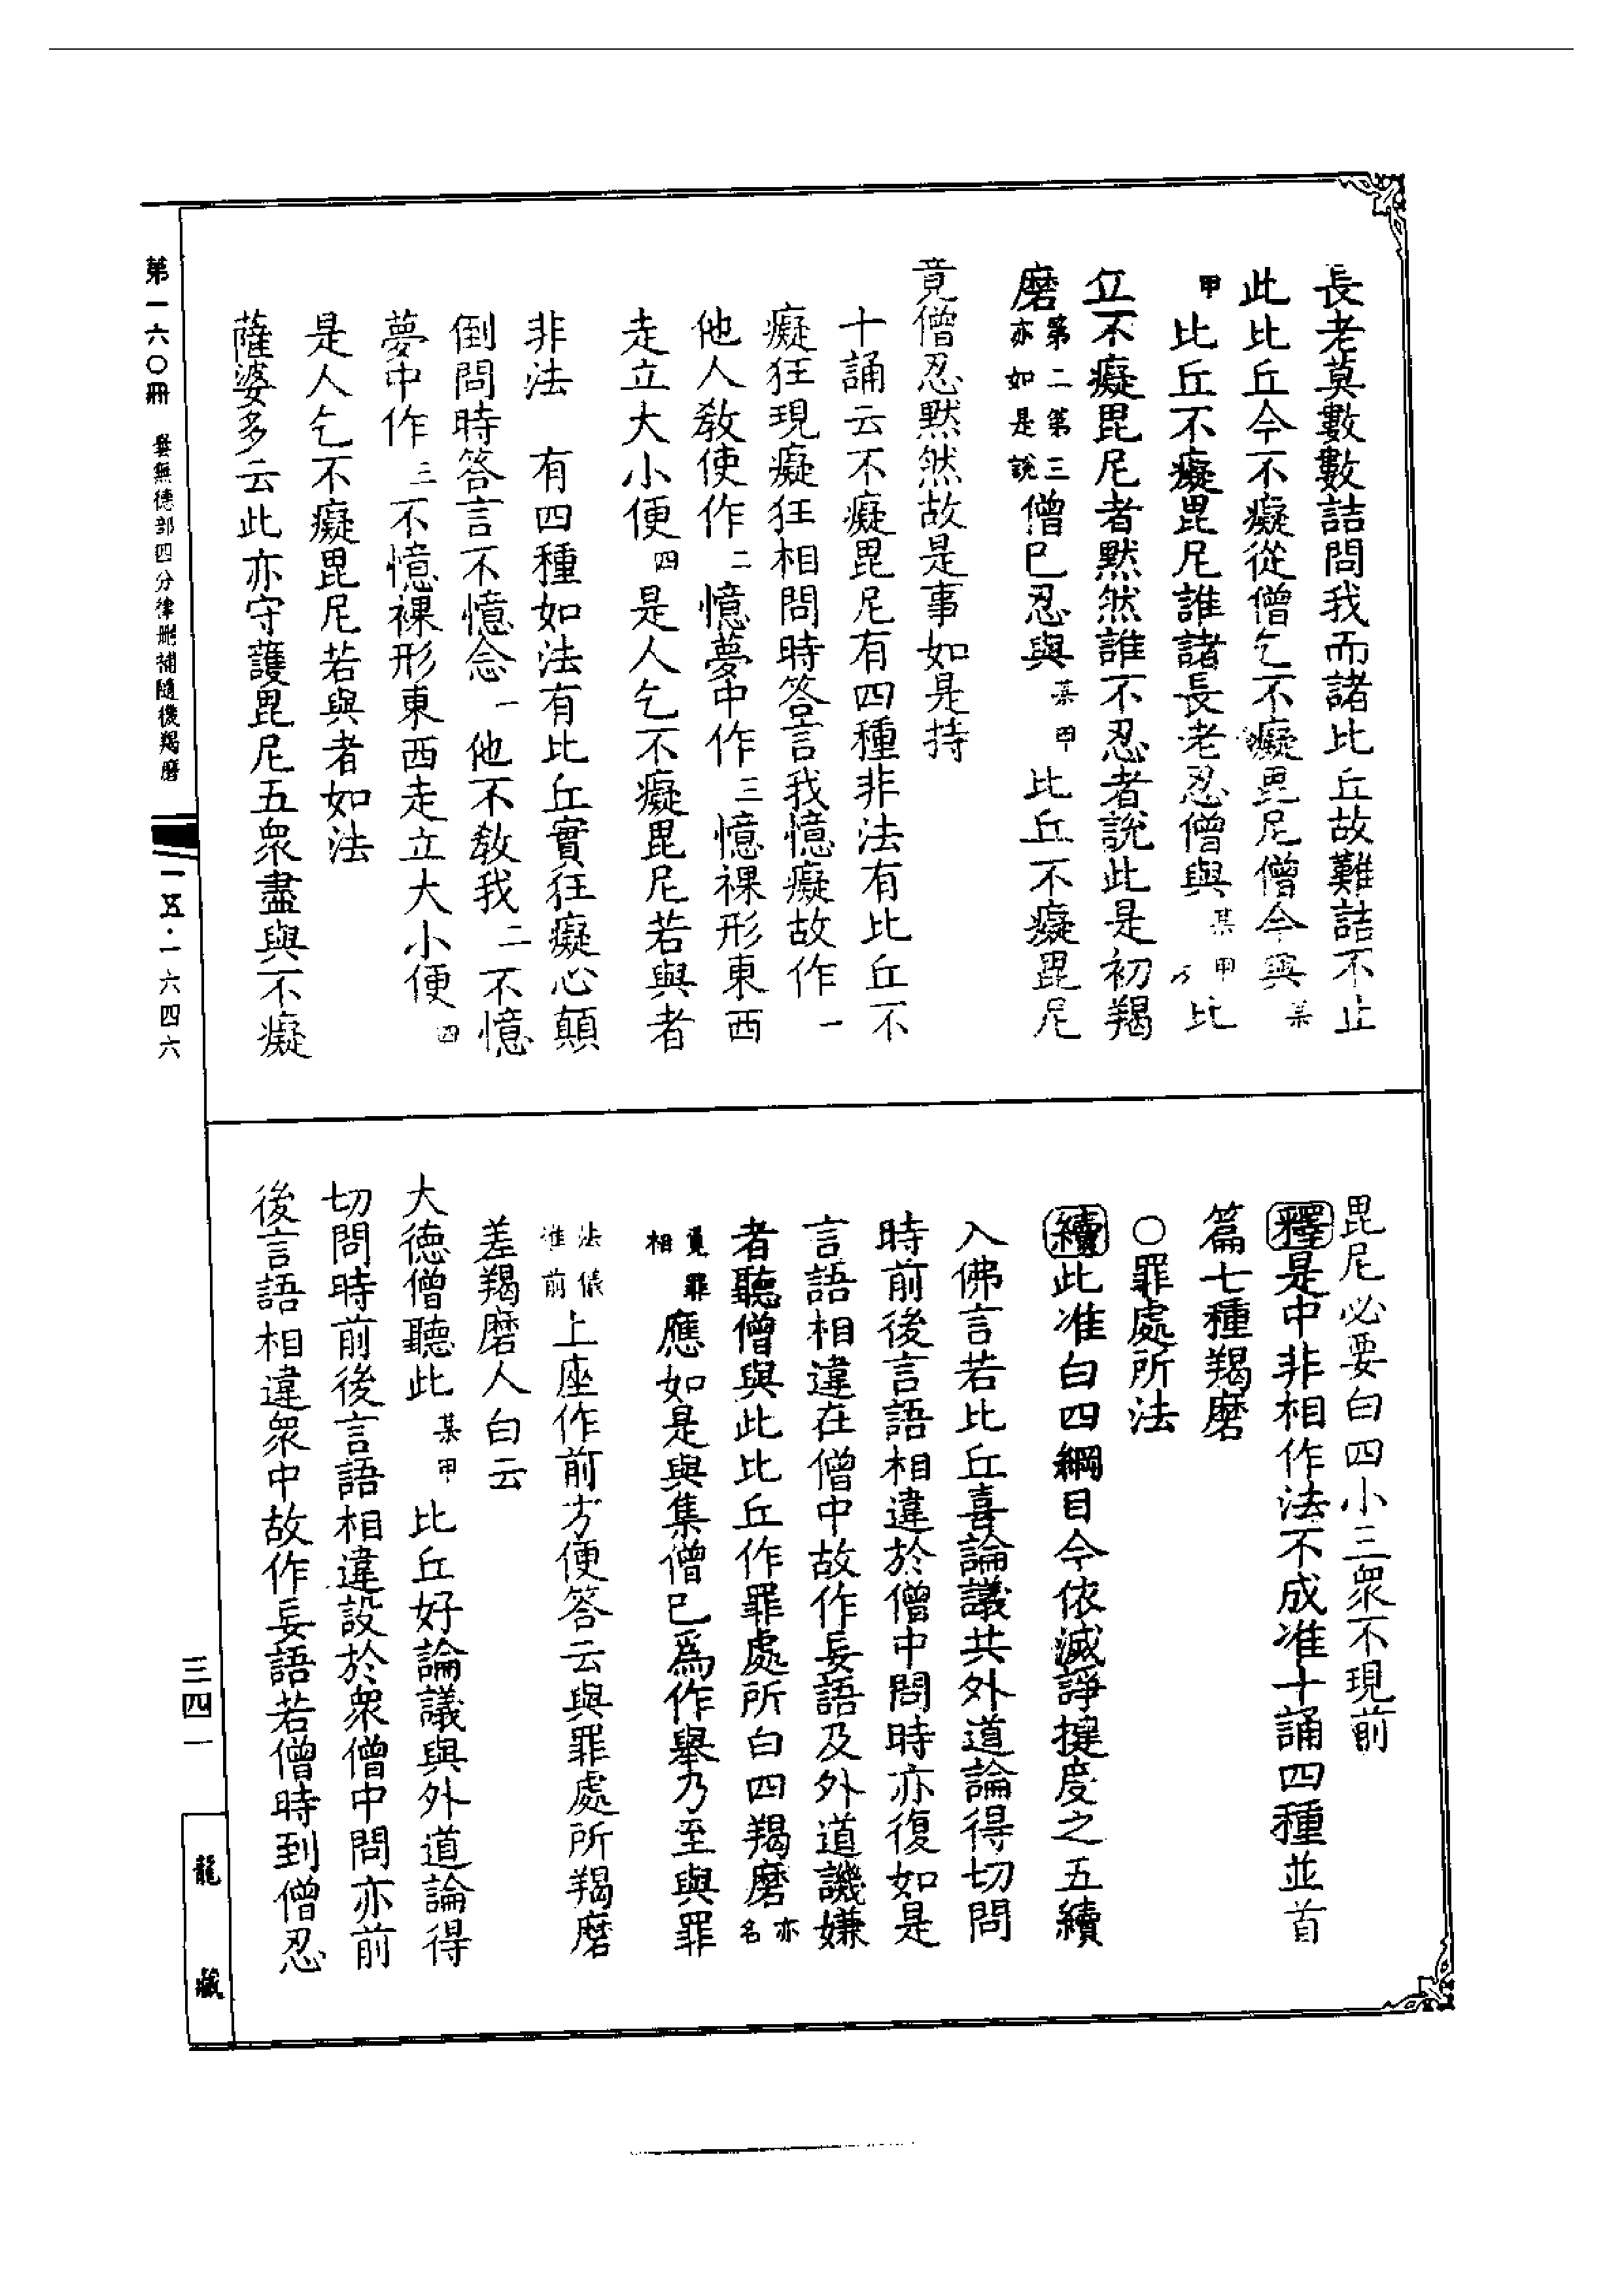 長老莫數數詰問我而諸比丘故難詰不止
此比丘今不癡從僧乞不癡毘尼僧今與某
甲比丘不癡毘尼誰諸長老忍僧與某甲比
丘不癡毘尼者默然誰不忍者說此是初羯
磨第二第三亦如是說僧已忍與某甲比丘不癡毘尼
竟僧忍默然故是事如是持
十誦云不癡毘尼有四種非法有比丘不
癡狂現癡狂相問時答言我憶癡故作一
他人教使作二憶夢中作三憶裸形東西
走立大小便四是人乞不癡毘尼若與者
非法　有四種如法有比丘實狂癡心顛
倒問時答言不憶念一他不教我二不憶
夢中作三不憶裸形東西走立大小便四
是人乞不癡毘尼若與者如法
薩婆多云此亦守護毘尼五衆盡與不癡
毘尼必要白四小三衆不現前
釋是中非相作法不成准十誦四種並首
篇七種羯磨
○罪處所法
續此准白四綱目今依滅諍揵度之五續
入佛言若比丘喜論議共外道論得切問
時前後言語相違於僧中問時亦復如是
言語相違在僧中故作妄語及外道譏嫌
者聽僧與此比丘作罪處所白四羯磨亦名
覓罪相應如是與集僧已爲作舉乃至與罪
法儀准前上座作前方便答云與罪處所羯磨
差羯磨人白云
大德僧聽此某甲比丘好論議與外道論得
切問時前後言語相違設於衆僧中問亦前
後言語相違衆中故作妄語若僧時到僧忍
第一六〇冊　曇無德部四分律刪補隨機羯磨
一五·一六四六
三四一
龍藏